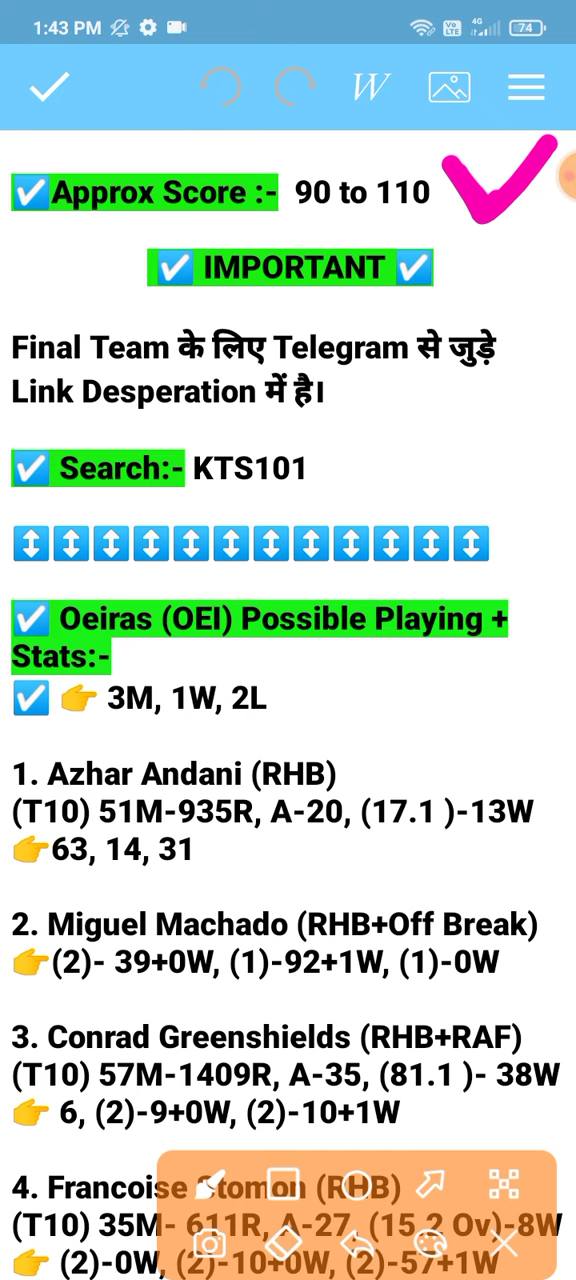 1:43 PM 4G 74
W
✅Approx Score :- 90 to 110
✅ IMPORTANT ✅
Final Team के लिए Telegram से जुड़े
Link Desperation में है।
✅ Search:- KTS101
✅ Oeiras (OEI) Possible Playing +
Stats:-
✅ 👉 3M, 1W, 2L
1. Azhar Andani (RHB)
(T10) 51M-935R, A-20, (17.1 )-13W
👉63, 14, 31
2. Miguel Machado (RHB+Off Break)
👉(2)- 39+0W, (1)-92+1W, (1)-0W
3. Conrad Greenshields (RHB+RAF)
(T10) 57M-1409R, A-35, (81.1 )- 38W
👉 6, (2)-9+0W, (2)-10+1W
4. Francoise Stomon (RHB)
(T10) 35M- 611R, A-27, (15.2 Ov)-8W
👉 (2)-0W, (2)-10+0W, (2)-57+1W